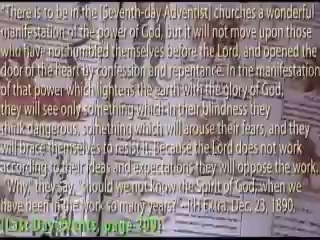 "There is to be in the [Seventh-day Adventist] churches a wonderful
manifestation of the power of God, but it will not move upon those
who have not humbled themselves before the Lord, and opened the
door of the heart by confession and repentance. In the manifestation
of that power which lightens the earth with the glory of God,
they will see only something which in their blindness they
think dangerous, something which will arouse their fears, and they
will brace themselves to resist it. Because the Lord does not work
according to their ideas and expectations they will oppose the work.
"Why," they say, "should we not know the Spirit of God, when we
have been in the work so many years?" - RH Extra, Dec. 23, 1890.
(Last Day Events, page 209)